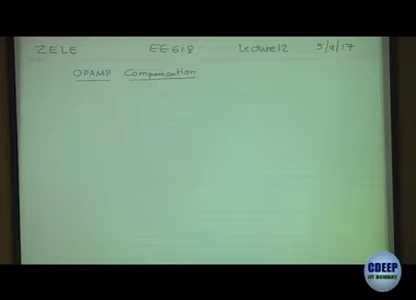 ZELE EE618 Lecture 12 5/9/17
OPAMP Compensation
CDEEP
IIT BOMBAY